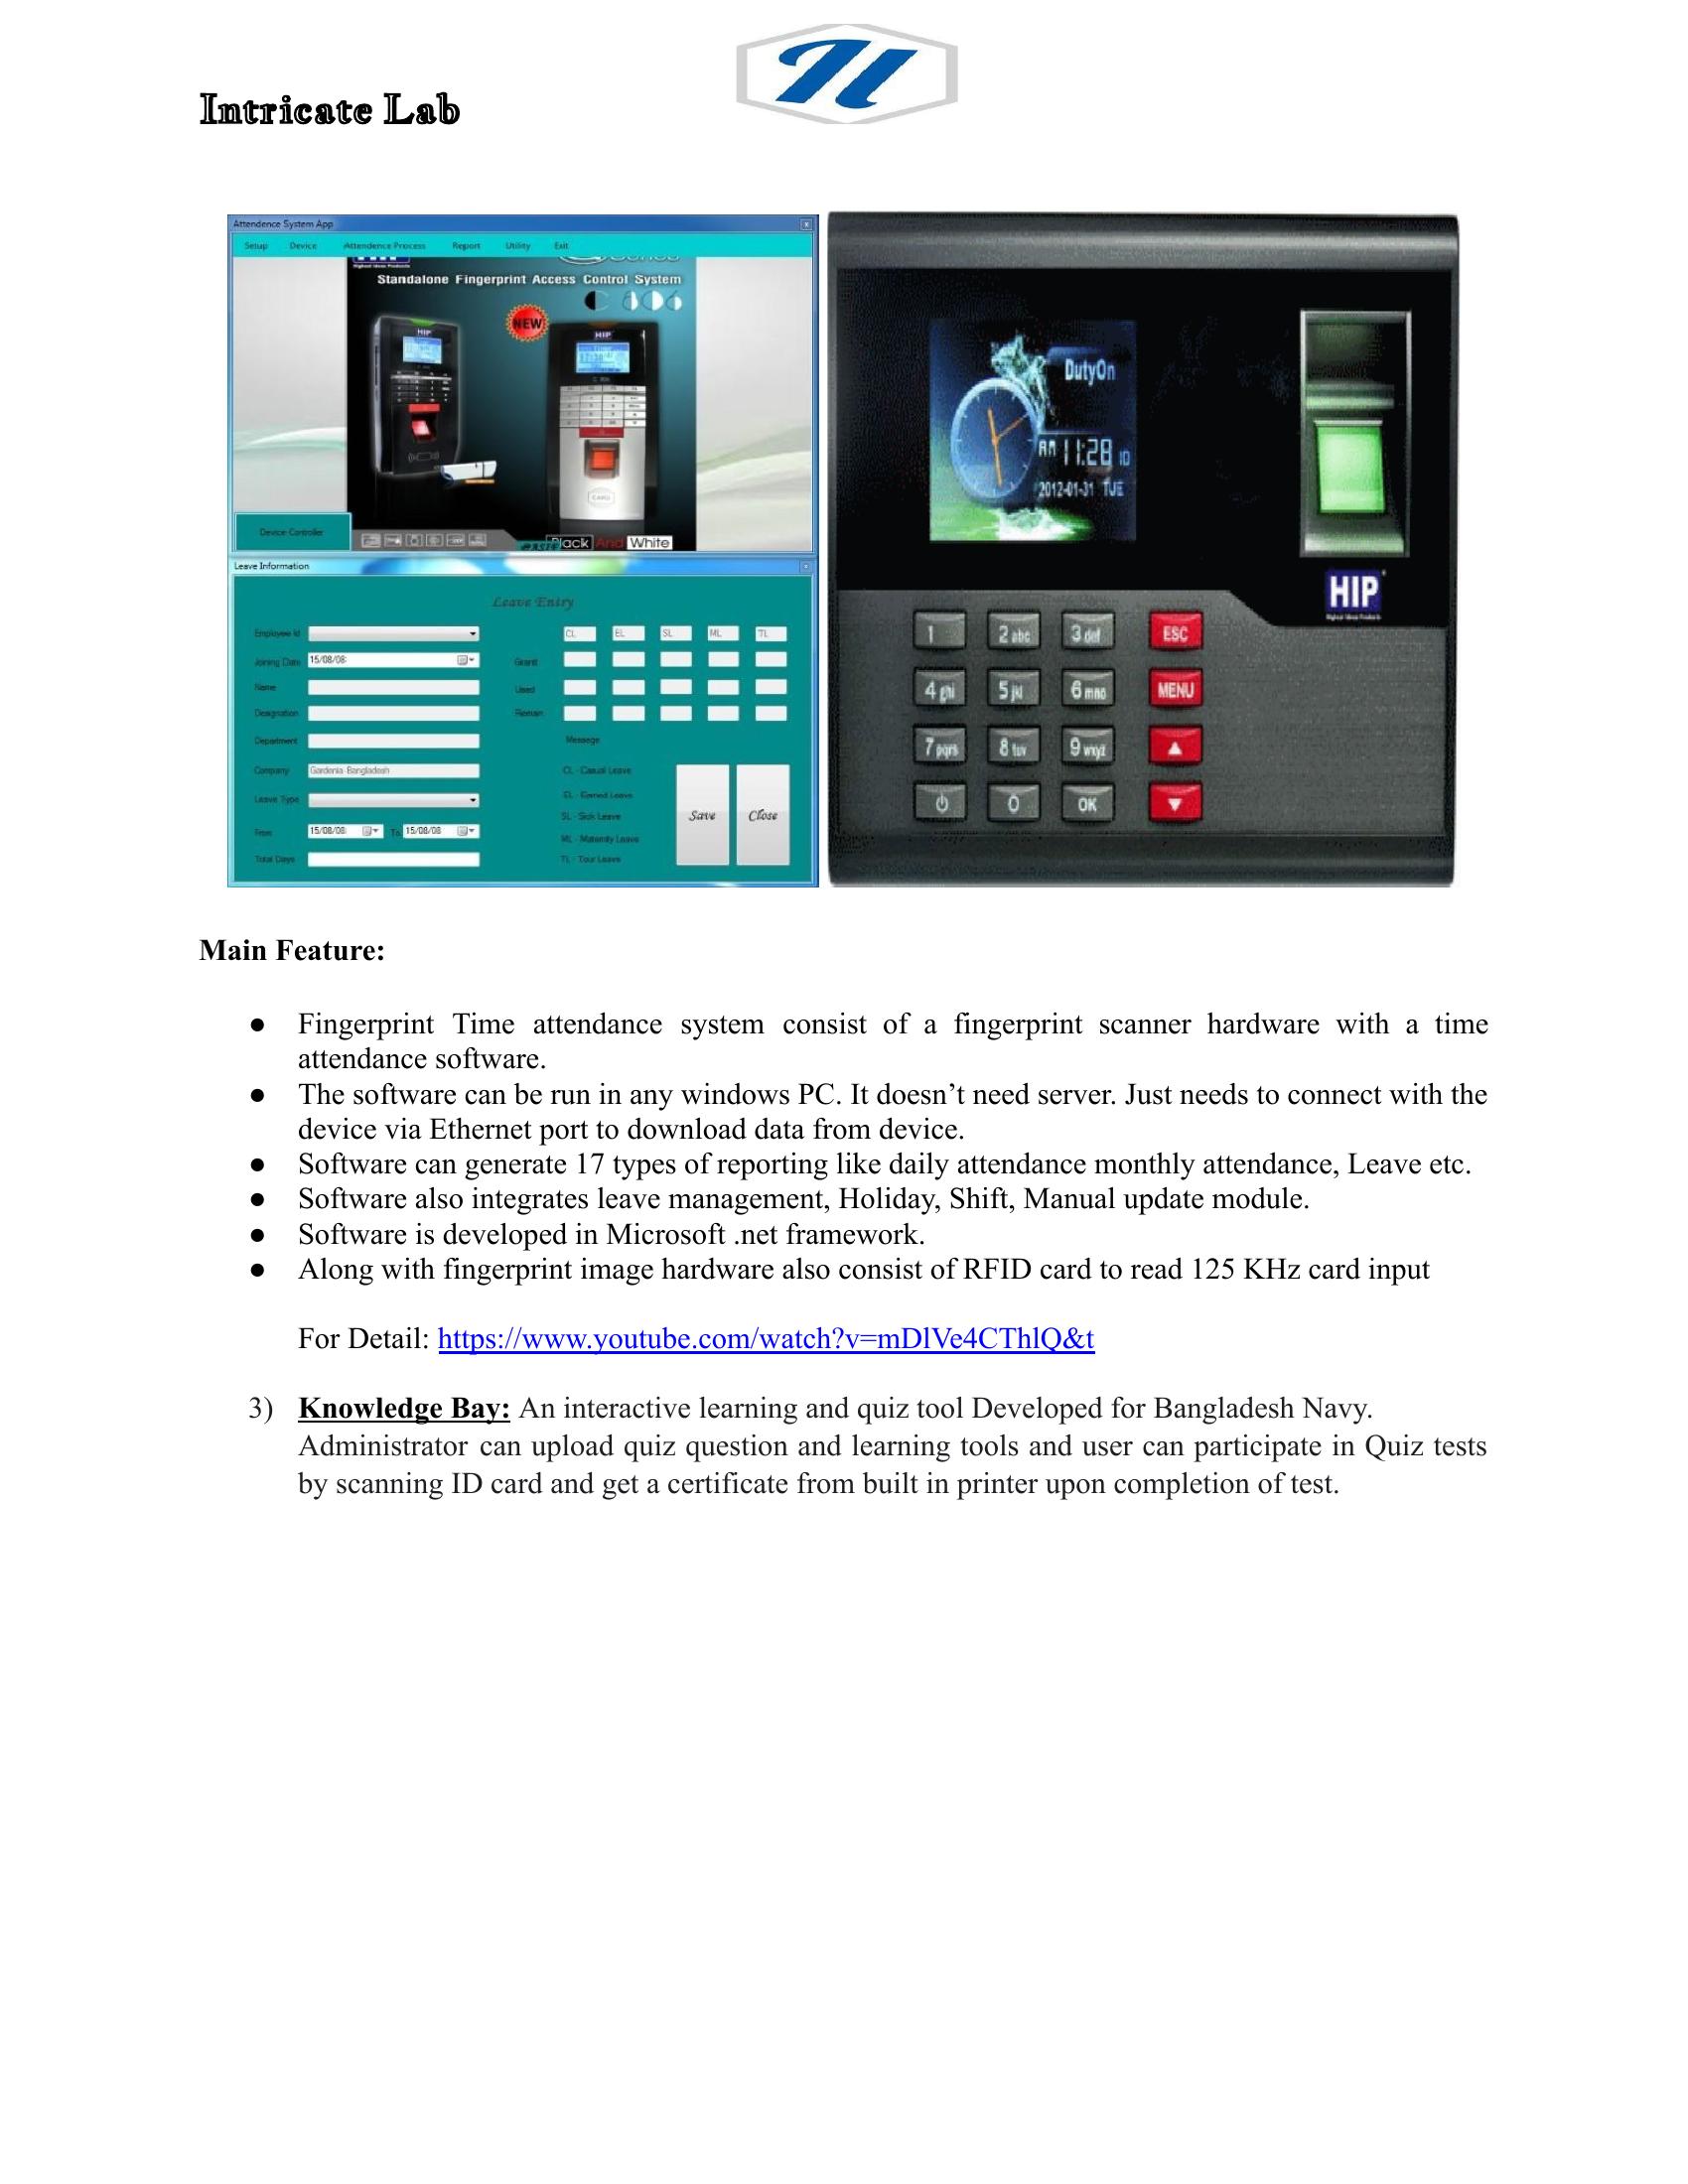 Intricate Lab
Attendence System App
Setup Device Attendence Process Report Utility Exit
HIP
Highest Ideas Products
Standalone Fingerprint Access Control System
NEW
HIP
HIP
CARD
Device Controller
Black And White
Leave Information
Leave Entry
Employee Id
CL EL SL ML TL
Joining Date 15/08/08
Grant
Name
Used
Designation
Remain
Department
Message
Company Gardenia-Bangladesh
CL - Casual Leave
Leave Type
EL - Earned Leave
SL - Sick Leave
From 15/08/08 To 15/08/08
ML - Maternity Leave
Total Days
TL - Tour Leave
Save Close
DutyOn
AM 11:28 ID
2012-01-31 TUE
HIP
Highest Ideas Products
1 2 abc 3 def ESC
4 ghi 5 jkl 6 mno MENU
7 pqrs 8 tuv 9 wxyz
0 OK
Main Feature:
● Fingerprint Time attendance system consist of a fingerprint scanner hardware with a time
attendance software.
● The software can be run in any windows PC. It doesn’t need server. Just needs to connect with the
device via Ethernet port to download data from device.
● Software can generate 17 types of reporting like daily attendance monthly attendance, Leave etc.
● Software also integrates leave management, Holiday, Shift, Manual update module.
● Software is developed in Microsoft .net framework.
● Along with fingerprint image hardware also consist of RFID card to read 125 KHz card input
For Detail: https://www.youtube.com/watch?v=mDlVe4CThlQ&t
3) Knowledge Bay: An interactive learning and quiz tool Developed for Bangladesh Navy.
Administrator can upload quiz question and learning tools and user can participate in Quiz tests
by scanning ID card and get a certificate from built in printer upon completion of test.